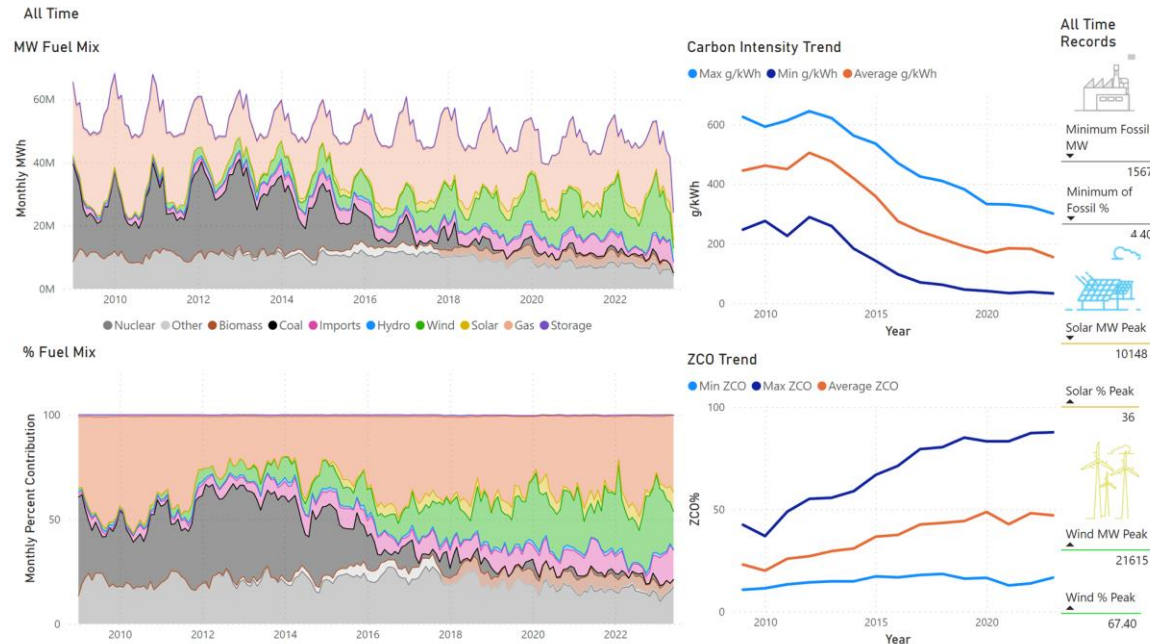 All Time
MW Fuel Mix
Monthly MWh
60M
40M
20M
0M
2010 2012 2014 2016 2018 2020 2022
Nuclear Other Biomass Coal Imports Hydro Wind Solar Gas Storage
% Fuel Mix
Monthly Percent Contribution
100
50
0
2010 2012 2014 2016 2018 2020 2022
Carbon Intensity Trend
Max g/kWh Min g/kWh Average g/kWh
g/kWh
600
400
200
0
2010 2015 2020
Year
ZCO Trend
Min ZCO Max ZCO Average ZCO
ZCO%
100
50
0
2010 2015 2020
Year
All Time
Records
Minimum Fossil
MW
1567
Minimum of
Fossil %
4.40
Solar MW Peak
10148
Solar % Peak
36
Wind MW Peak
21615
Wind % Peak
67.40